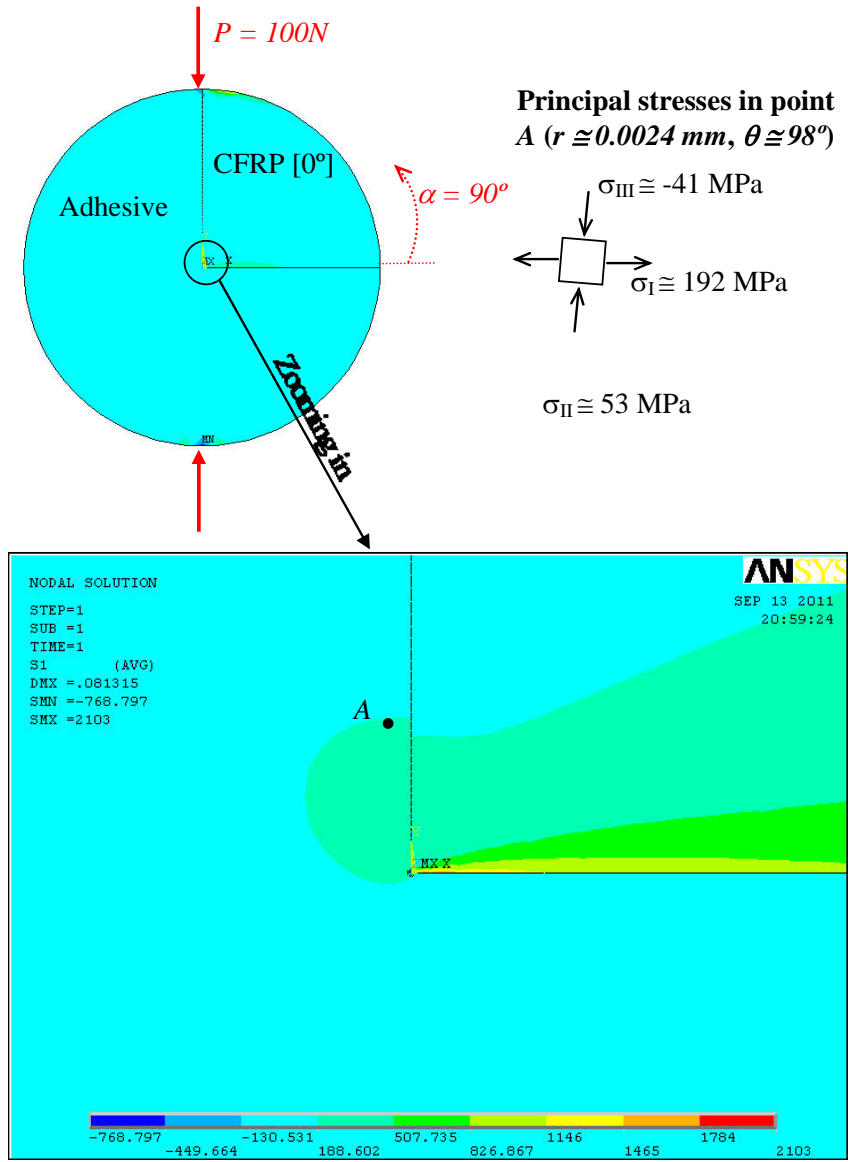 P = 100N
Principal stresses in point
A (r ≅ 0.0024 mm, θ ≅ 98º)
CFRP [0º]
σIII ≅ -41 MPa
α = 90º
Adhesive
Y
MX X
σI ≅ 192 MPa
Zooming in
σII ≅ 53 MPa
MN
NODAL SOLUTION
STEP=1
SUB =1
TIME=1
S1 (AVG)
DMX =.081315
SMN =-768.797
SMX =2103
ANSYS
SEP 13 2011
20:59:24
A
Y
Z MX X
-768.797 -130.531 507.735 1146 1784
-449.664 188.602 826.867 1465 2103